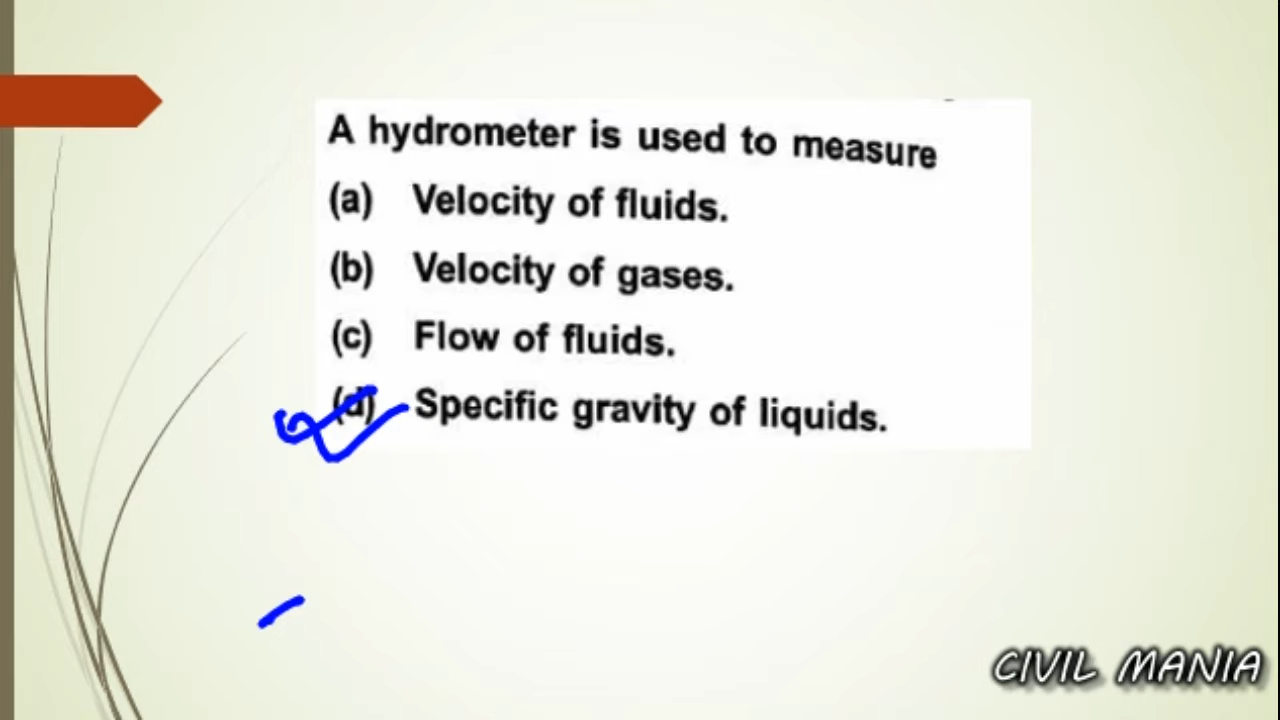 A hydrometer is used to measure
(a) Velocity of fluids.
(b) Velocity of gases.
(c) Flow of fluids.
(d) Specific gravity of liquids.
CIVIL MANIA